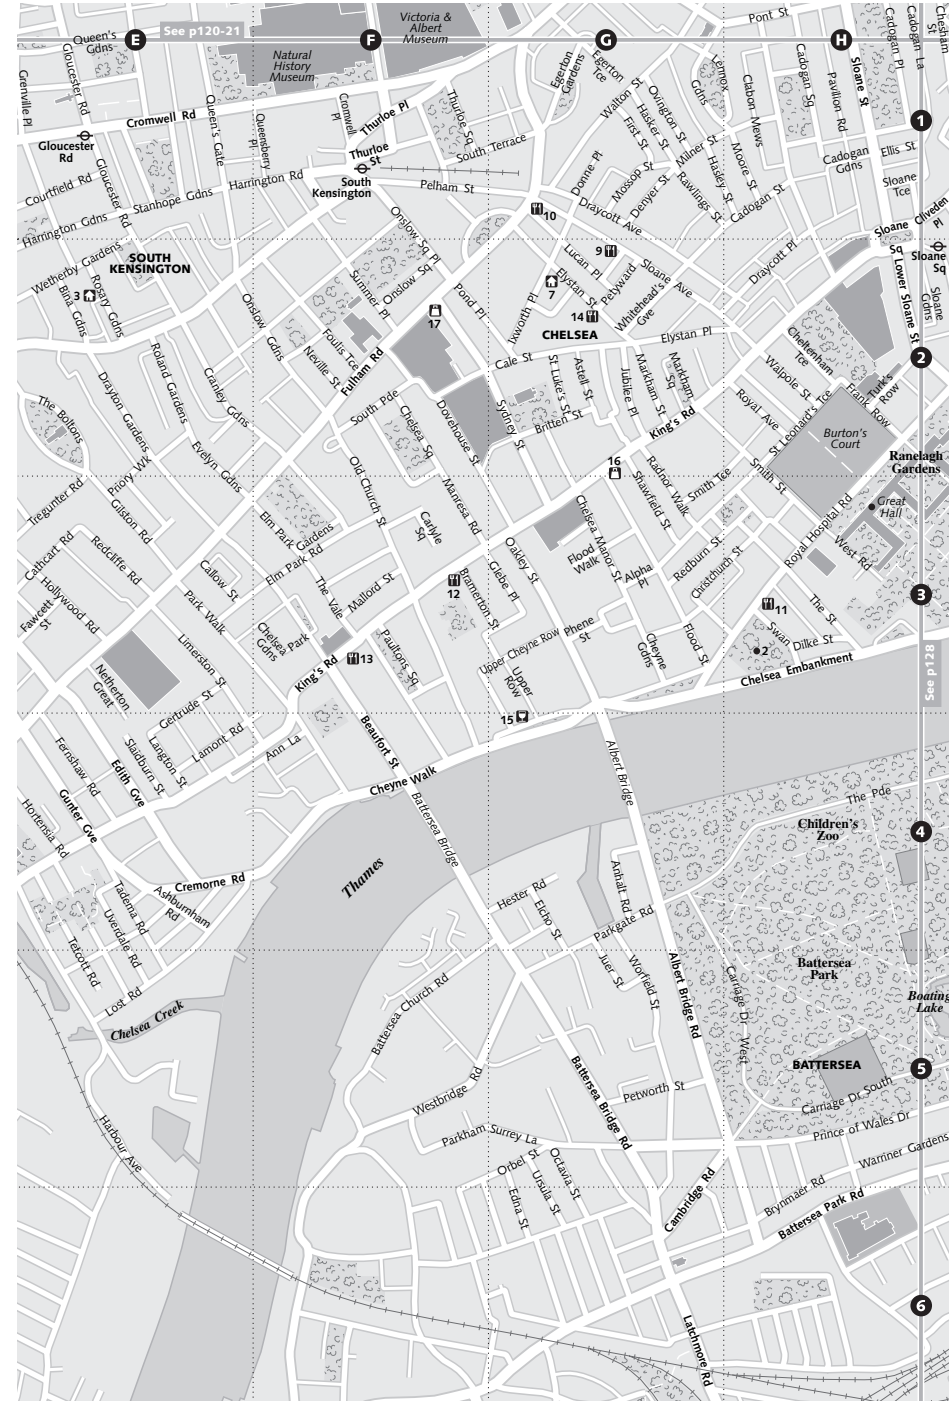 See p120-21
E
F
G
H
Queen's
Gdns
Gloucester Rd
Grenville Pl
Natural
History
Museum
Victoria &
Albert
Museum
Pont St
Cadogan Pl
Cadogan La
Chesham
St
Sloane St
Pavilion Rd
Cadogan Sq
Clabon Mews
Lennox
Gdns
Egerton
Gardens
Egerton
Tce
Walton St
Ovington St
Hasker St
First St
Milner St
Moore St
Hasley St
Rawlings St
Cadogan
Gdns
Ellis St
Sloane
Tce
Cadogan St
1
Cromwell Rd
Cromwell
Pl
Thurloe Pl
Thurloe Sq
Thurloe
St
South Terrace
Queen's Gate
Queensberry
Pl
Gloucester
Rd
Gloucester Rd
Courtfield Rd
Stanhope Gdns
Harrington Rd
Harrington Gdns
South
Kensington
Pelham St
Donne Pl
Mossop St
Denyer St
Draycott Ave
10
Sloane
Sq
Cliveden
Pl
Sloane
Sq
Wetherby Gardens
SOUTH
KENSINGTON
3
Bina Gdns
Rosary Gdns
Onslow Sq
Pl
Onslow Sq
Summer Pl
Onslow
Gdns
Foulis Tce
Neville St
Fulham Rd
17
Pond Pl
Ixworth Pl
Lucan Pl
9
7
Elystan St
Petyward
14
Whitehead's
Gve
Sloane Ave
Draycott Pl
CHELSEA
Elystan Pl
Lower Sloane St
Sloane
Gdns
2
Cale St
St Luke's St
Astell St
Jubilee Pl
Markham St
Markham
Sq
Cheltenham
Tce
Walpole St
Royal Ave
St Leonard's Tce
Frank. Row
Turk's
Row
Burton's
Court
Ranelagh
Gardens
The Boltons
Drayton Gardens
Roland Gardens
Cranley Gdns
Evelyn Gdns
Priory Wk
South Pde
Chelsea Sq
Dovehouse St
Sydney St
Britten St
King's Rd
16
Radnor Walk
Shawfield St
Smith Tce
Smith St
Great
Hall
Royal Hospital Rd
West Rd
Tregunter Rd
Gilston Rd
Cathcart Rd
Redcliffe Rd
Hollywood Rd
Fawcett
St
Elm Park
Gardens
Elm Park Rd
Old Church St
Carlyle
Sq
Manresa Rd
Callow St
Park Walk
The Vale
Mallord St
12
Bramerton St
Glebe Pl
Oakley St
Chelsea Manor St
Flood
Walk
Alpha
Pl
Redburn St
Christchurch St
3
11
Swan
The St
Dilke St
2
Chelsea
Park
Gdns
King's Rd
13
Paultons Sq
Upper Cheyne Row
Phene
St
Cheyne
Gdns
Flood St
Chelsea Embankment
See p128
Netherton
Great
Limerston St
Gertrude St
Upper
Row
15
Lamont Rd
Ann La
Langton St
Slaidburn St
Edith Gve
Fernshaw Rd
Gunter Gve
Hortensia Rd
Beaufort St
Cheyne Walk
Battersea Bridge
Albert Bridge
The Pde
Children's
Zoo
4
Thames
Cremorne Rd
Ashburnham
Rd
Tadema Rd
Uverdale Rd
Tetcott Rd
Lost Rd
Hester Rd
Elcho St
Anhalt Rd
Parkgate Rd
Juer St
Worfield St
Albert Bridge Rd
Battersea
Park
Boating
Lake
Chelsea Creek
Battersea Church Rd
Carriage Dr West
BATTERSEA
5
Westbridge Rd
Battersea Bridge Rd
Petworth St
Carriage Dr South
Prince of Wales Dr
Warriner Gardens
Harbour Ave
Parkham
Surrey La
Orbel St
Octavia St
Ursula St
Edna St
Cambridge Rd
Brynmaer Rd
Battersea Park Rd
6
Latchmore Rd